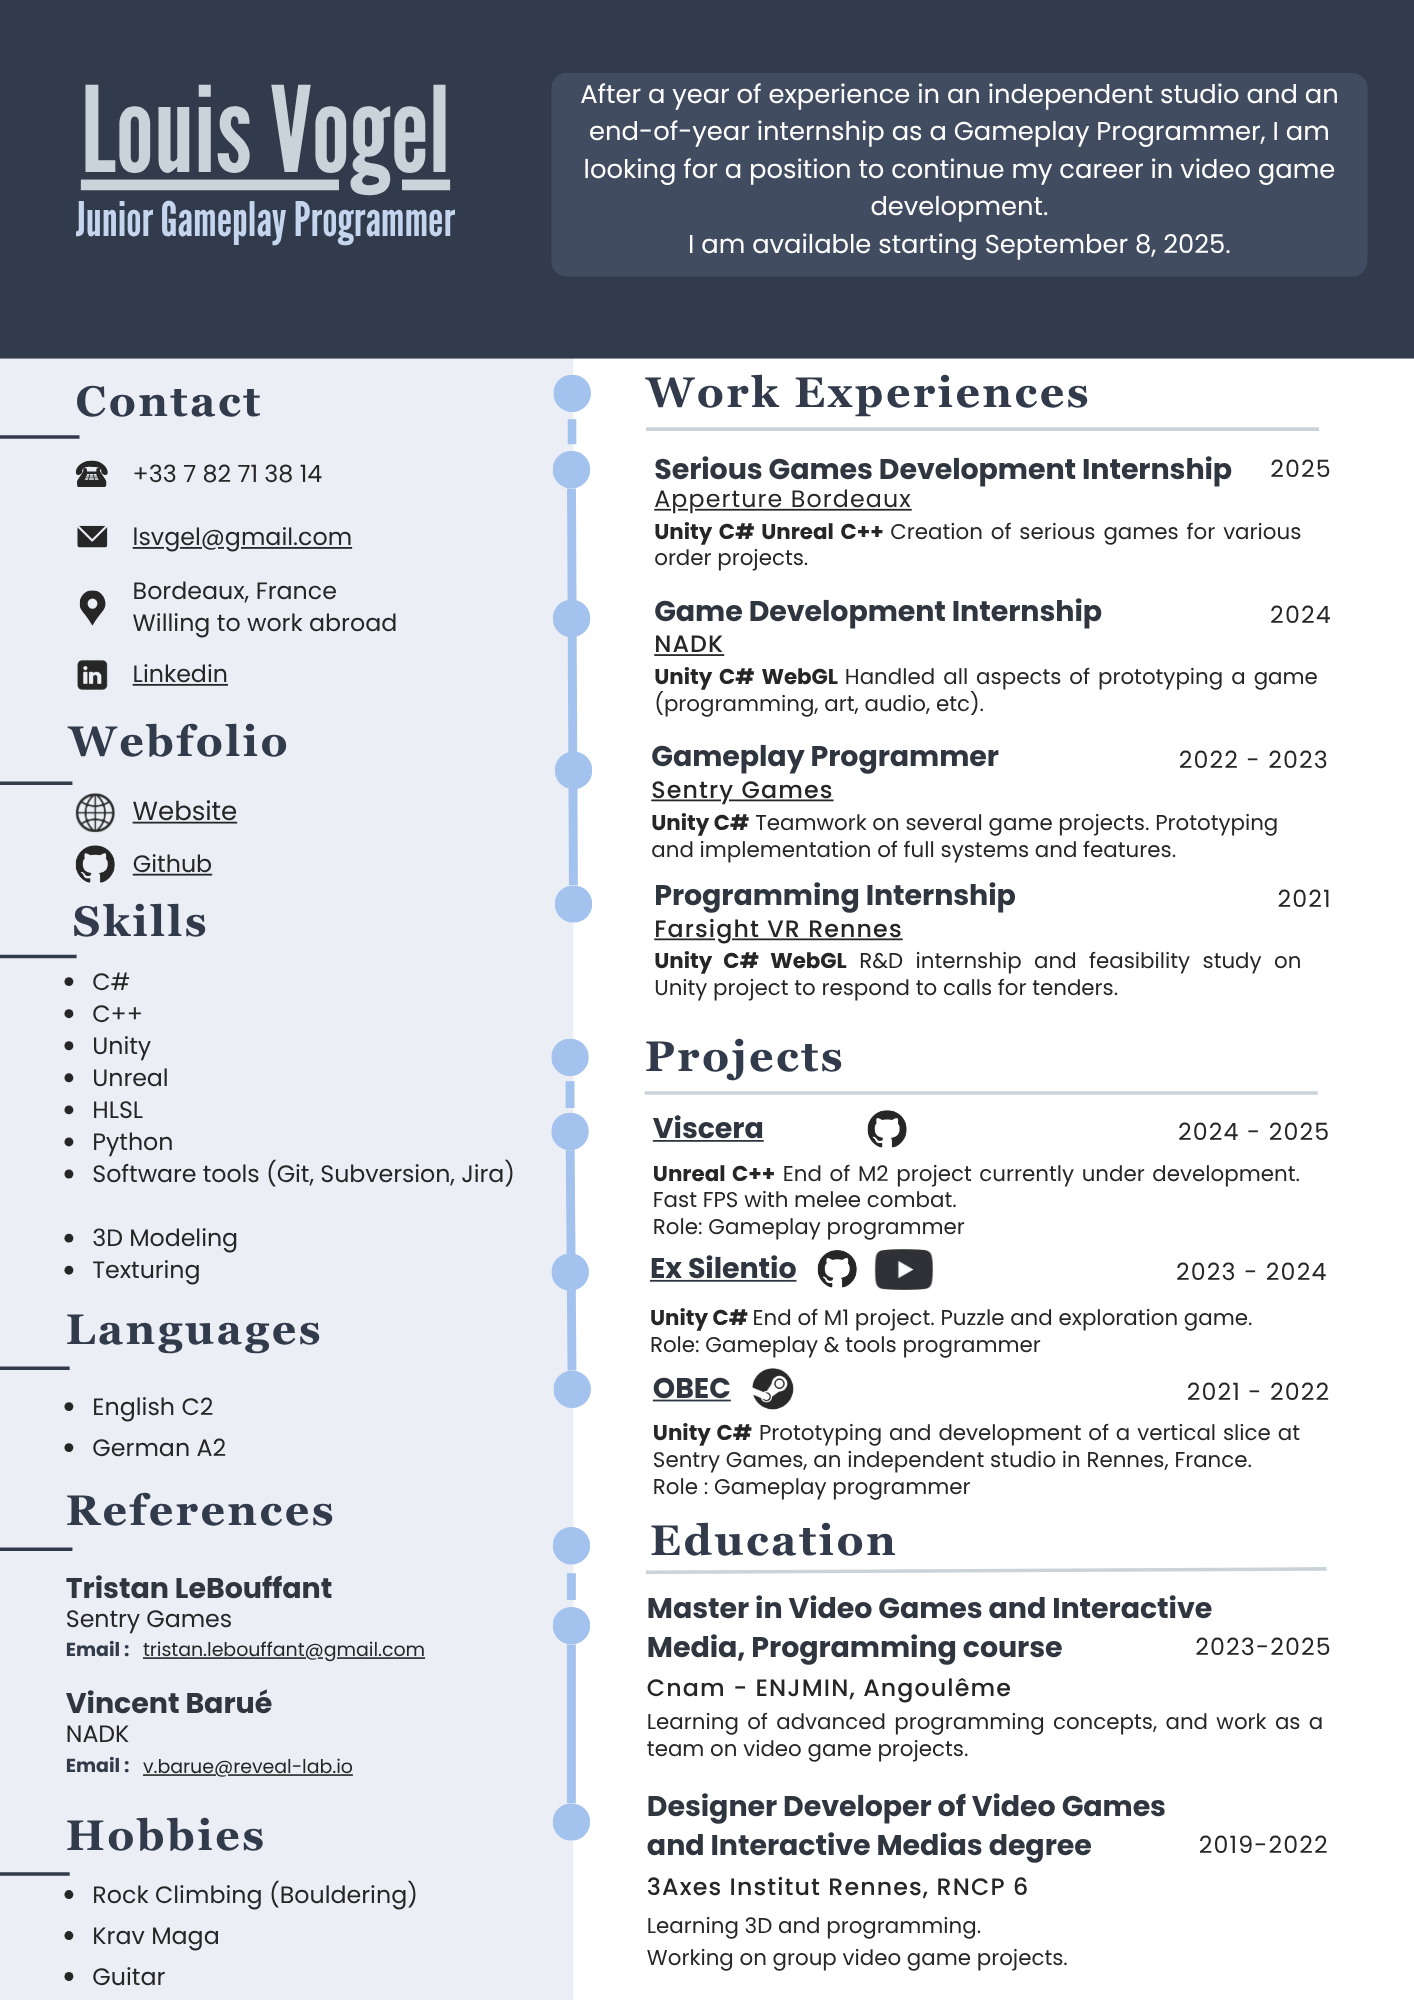 Louis Vogel
Junior Gameplay Programmer
After a year of experience in an independent studio and an
end-of-year internship as a Gameplay Programmer, I am
looking for a position to continue my career in video game
development.
I am available starting September 8, 2025.
Contact
+33 7 82 71 38 14
lsvgel@gmail.com
Bordeaux, France
Willing to work abroad
Linkedin
Webfolio
Website
Github
Skills
• C#
• C++
• Unity
• Unreal
• HLSL
• Python
• Software tools (Git, Subversion, Jira)
• 3D Modeling
• Texturing
Languages
• English C2
• German A2
References
Tristan LeBouffant
Sentry Games
Email : tristan.lebouffant@gmail.com
Vincent Barué
NADK
Email : v.barue@reveal-lab.io
Hobbies
• Rock Climbing (Bouldering)
• Krav Maga
• Guitar
Work Experiences
Serious Games Development Internship 2025
Apperture Bordeaux
Unity C# Unreal C++ Creation of serious games for various
order projects.
Game Development Internship 2024
NADK
Unity C# WebGL Handled all aspects of prototyping a game
(programming, art, audio, etc).
Gameplay Programmer 2022 - 2023
Sentry Games
Unity C# Teamwork on several game projects. Prototyping
and implementation of full systems and features.
Programming Internship 2021
Farsight VR Rennes
Unity C# WebGL R&D internship and feasibility study on
Unity project to respond to calls for tenders.
Projects
Viscera 2024 - 2025
Unreal C++ End of M2 project currently under development.
Fast FPS with melee combat.
Role: Gameplay programmer
Ex Silentio 2023 - 2024
Unity C# End of M1 project. Puzzle and exploration game.
Role: Gameplay & tools programmer
OBEC 2021 - 2022
Unity C# Prototyping and development of a vertical slice at
Sentry Games, an independent studio in Rennes, France.
Role : Gameplay programmer
Education
Master in Video Games and Interactive
Media, Programming course 2023-2025
Cnam - ENJMIN, Angoulême
Learning of advanced programming concepts, and work as a
team on video game projects.
Designer Developer of Video Games
and Interactive Medias degree 2019-2022
3Axes Institut Rennes, RNCP 6
Learning 3D and programming.
Working on group video game projects.